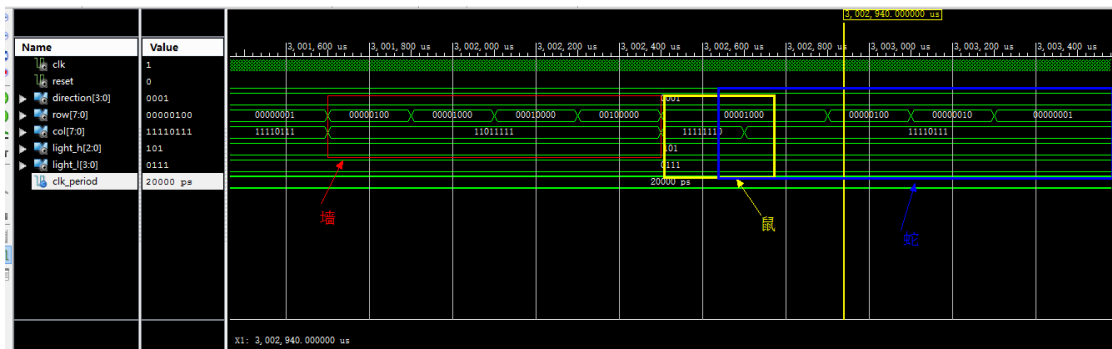 3,002,940.000000 us
Name Value
3,001,600 us 3,001,800 us 3,002,000 us 3,002,200 us 3,002,400 us 3,002,600 us 3,002,800 us 3,003,000 us 3,003,200 us 3,003,400 us
clk 1
reset 0
direction[3:0] 0001 0001
row[7:0] 00000100 00000001 00000100 00001000 00010000 00100000 00001000 00000100 00000010 00000001
col[7:0] 11110111 11110111 11011111 11111110 11110111
light_h[2:0] 101 101
light_l[3:0] 0111 0111
clk_period 20000 ps 20000 ps
墙
鼠
蛇
X1: 3,002,940.000000 us